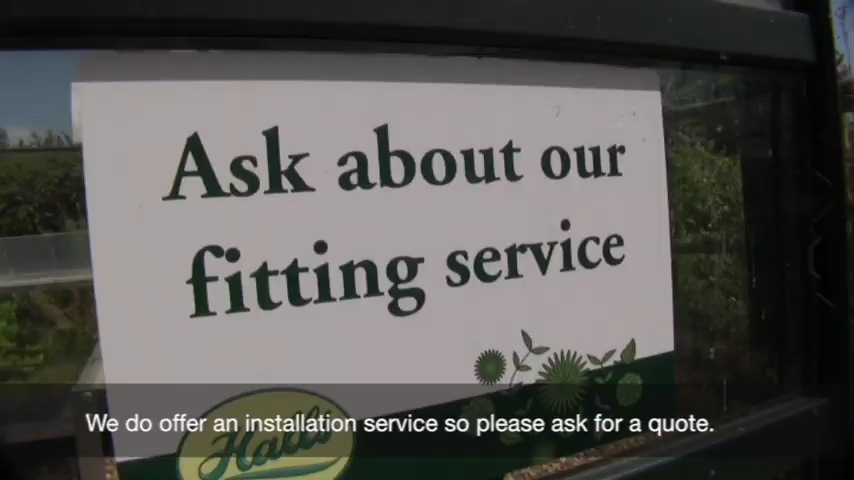 Ask about our
fitting service
Halls
We do offer an installation service so please ask for a quote.